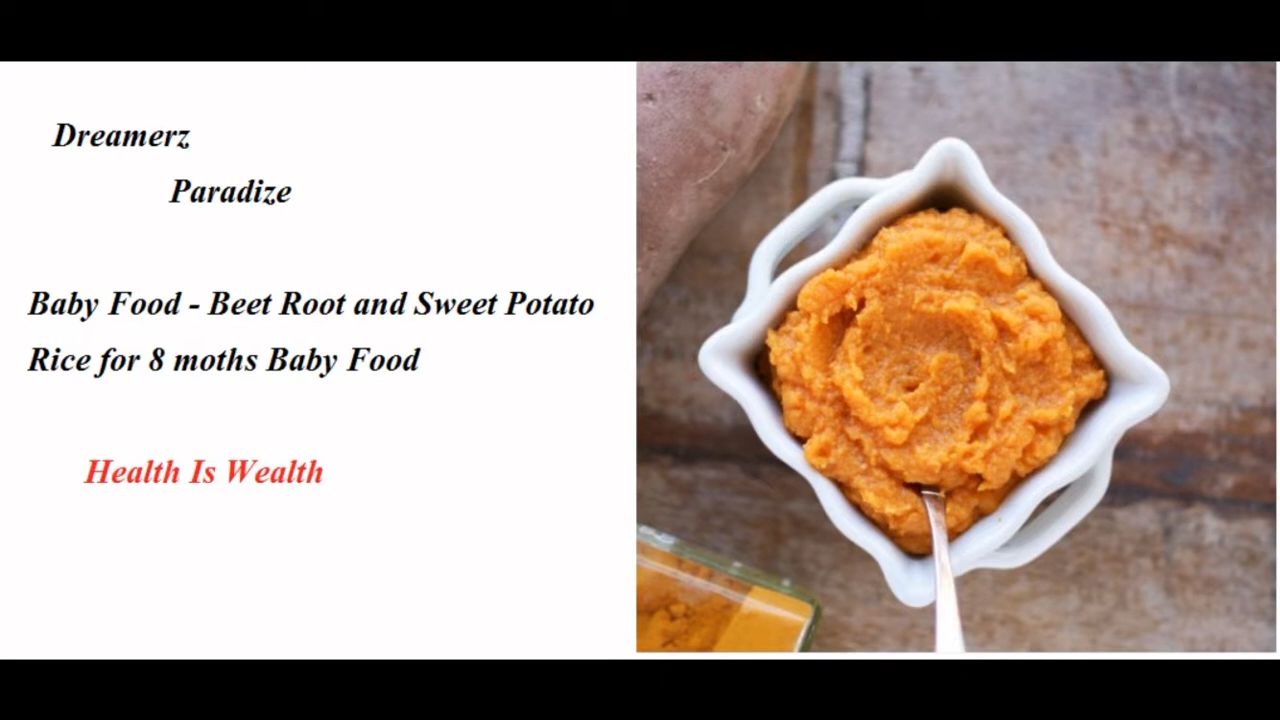 Dreamerz
Paradize
Baby Food - Beet Root and Sweet Potato
Rice for 8 moths Baby Food
Health Is Wealth